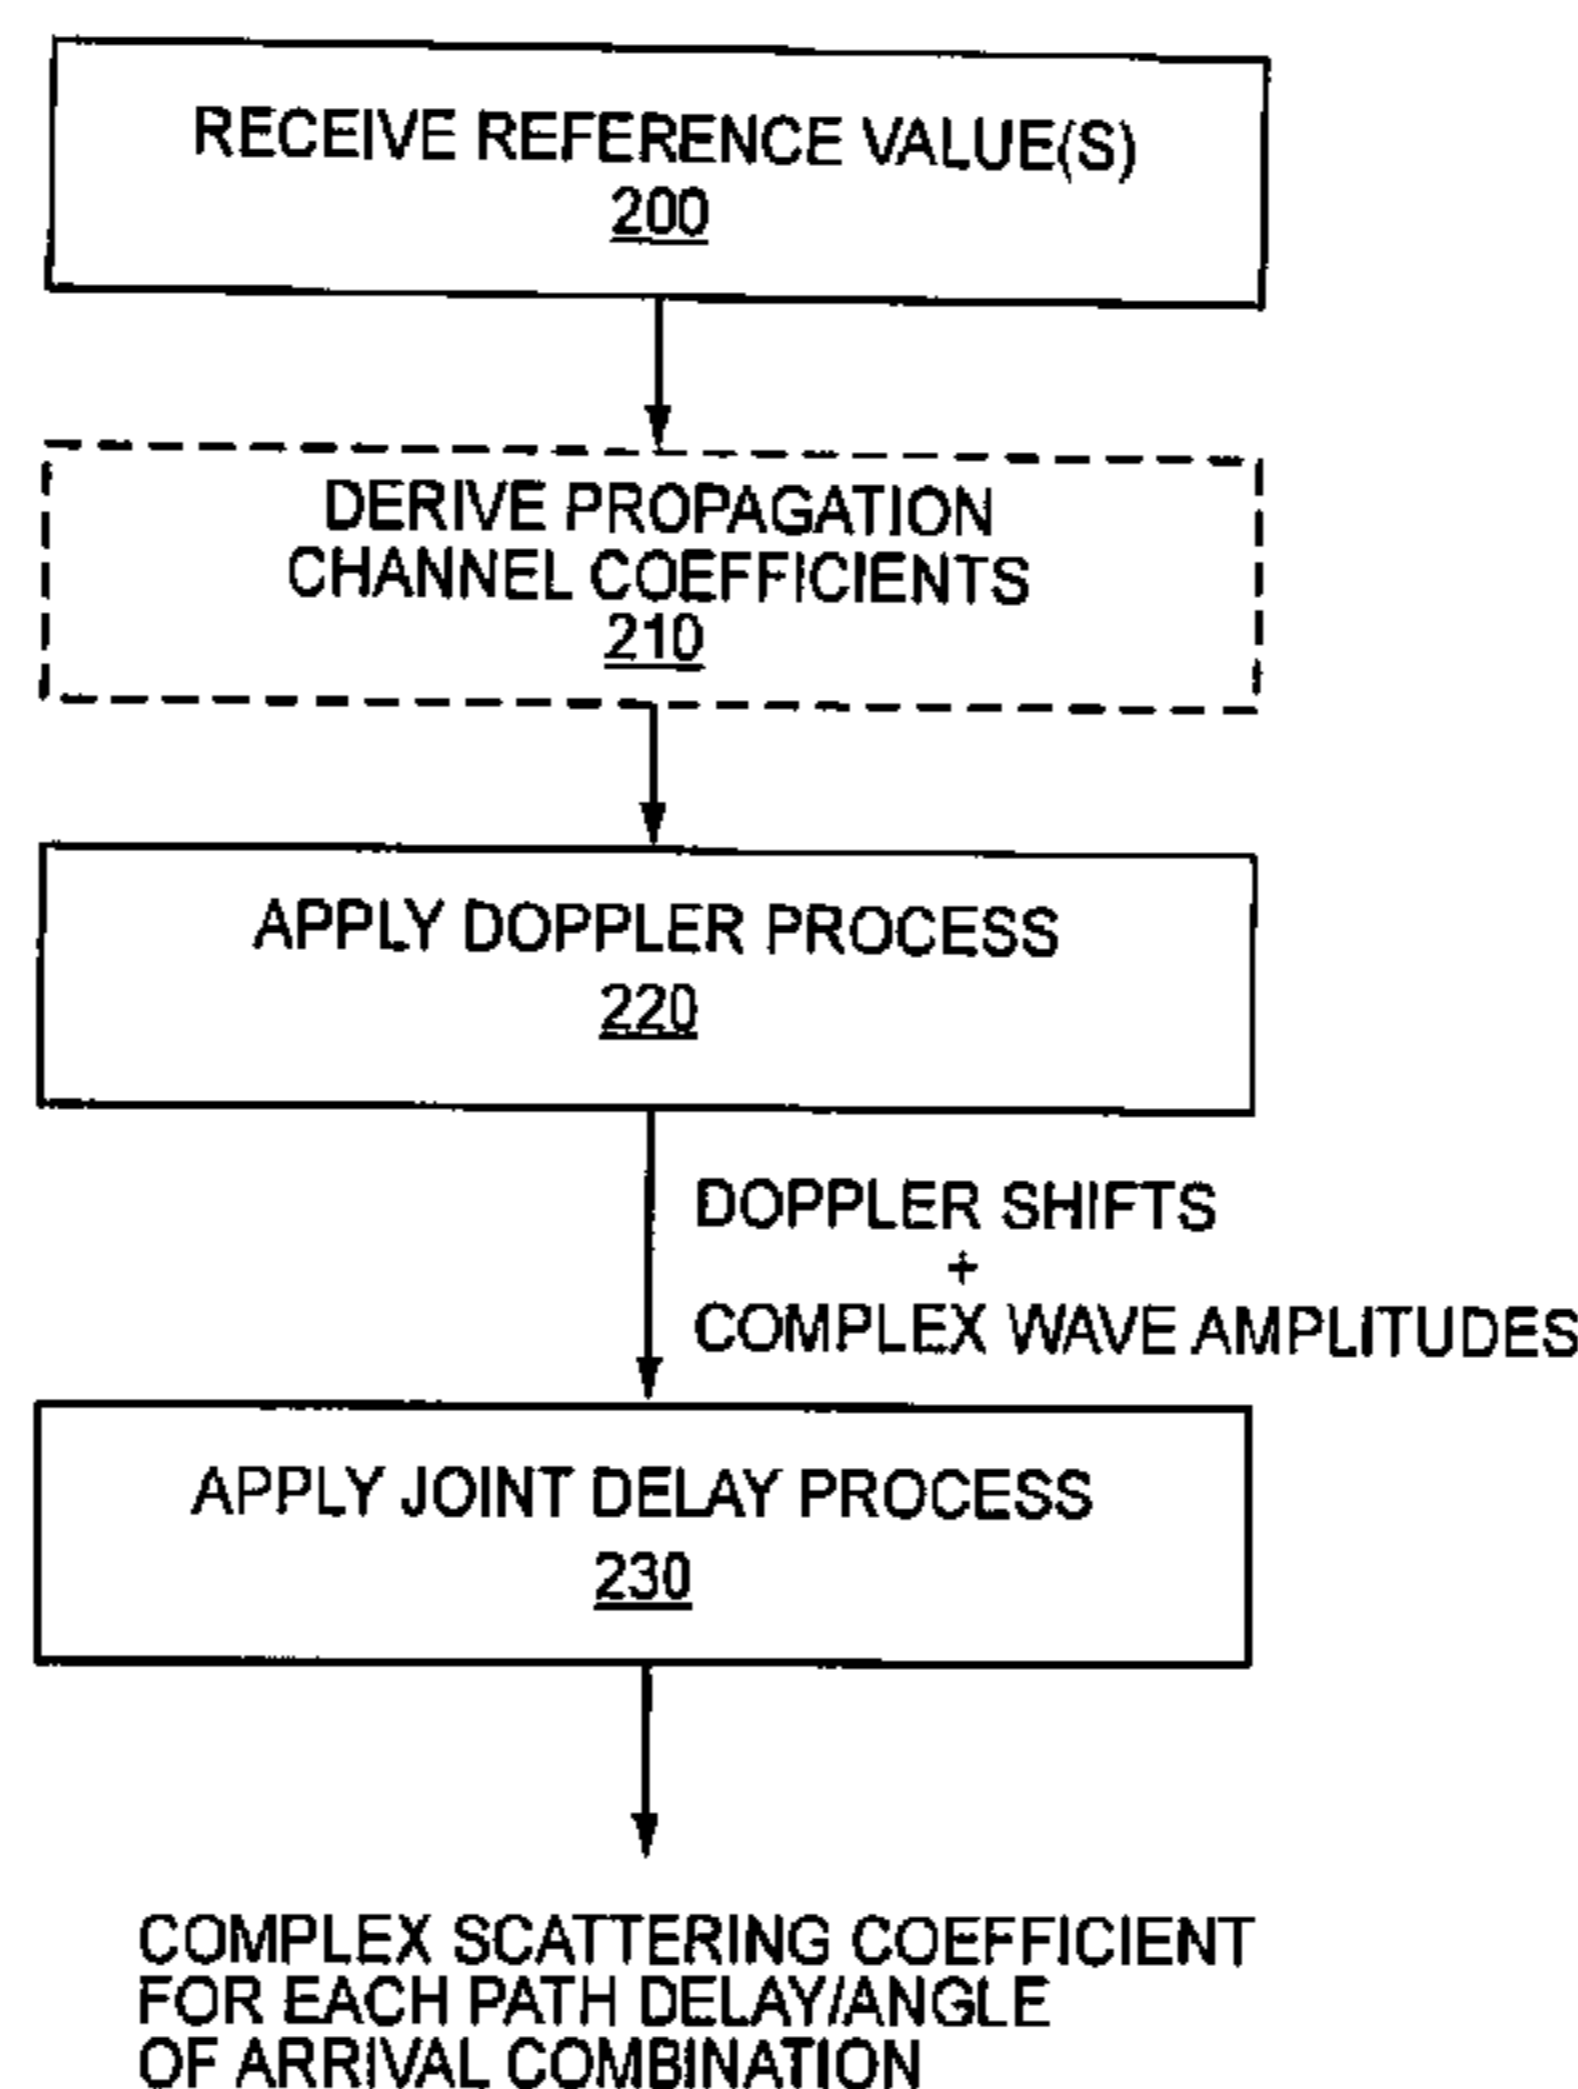 RECEIVE REFERENCE VALUE(S)
200
DERIVE PROPAGATION
CHANNEL COEFFICIENTS
210
APPLY DOPPLER PROCESS
220
DOPPLER SHIFTS
+
COMPLEX WAVE AMPLITUDES
APPLY JOINT DELAY PROCESS
230
COMPLEX SCATTERING COEFFICIENT
FOR EACH PATH DELAY/ANGLE
OF ARRIVAL COMBINATION